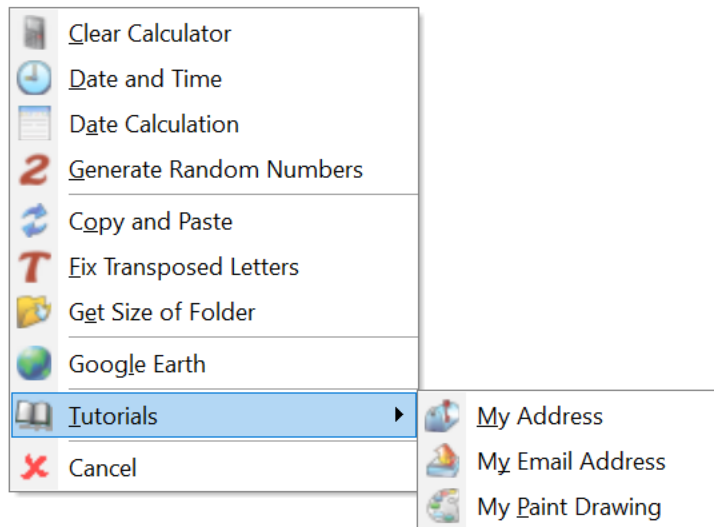 Clear Calculator
Date and Time
Date Calculation
2 Generate Random Numbers
Copy and Paste
T Fix Transposed Letters
Get Size of Folder
Google Earth
Tutorials
Cancel
My Address
My Email Address
My Paint Drawing